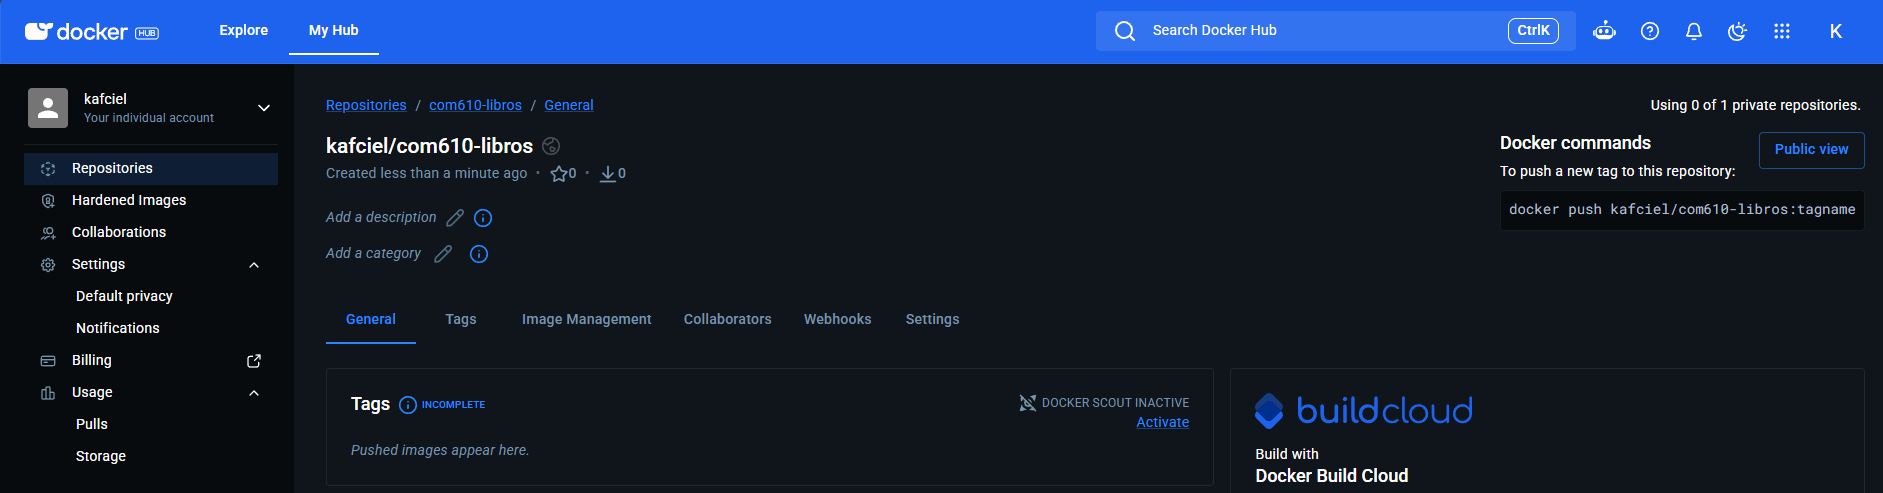 docker HUB
Explore
My Hub
Search Docker Hub
CtrlK
K
kafciel
Your individual account
Repositories
Hardened Images
Collaborations
Settings
Default privacy
Notifications
Billing
Usage
Pulls
Storage
Repositories / com610-libros / General
Using 0 of 1 private repositories.
kafciel/com610-libros
Created less than a minute ago • 0 • 0
Add a description
Add a category
Docker commands
Public view
To push a new tag to this repository:
docker push kafciel/com610-libros:tagname
General
Tags
Image Management
Collaborators
Webhooks
Settings
Tags INCOMPLETE
DOCKER SCOUT INACTIVE
Activate
Pushed images appear here.
buildcloud
Build with
Docker Build Cloud